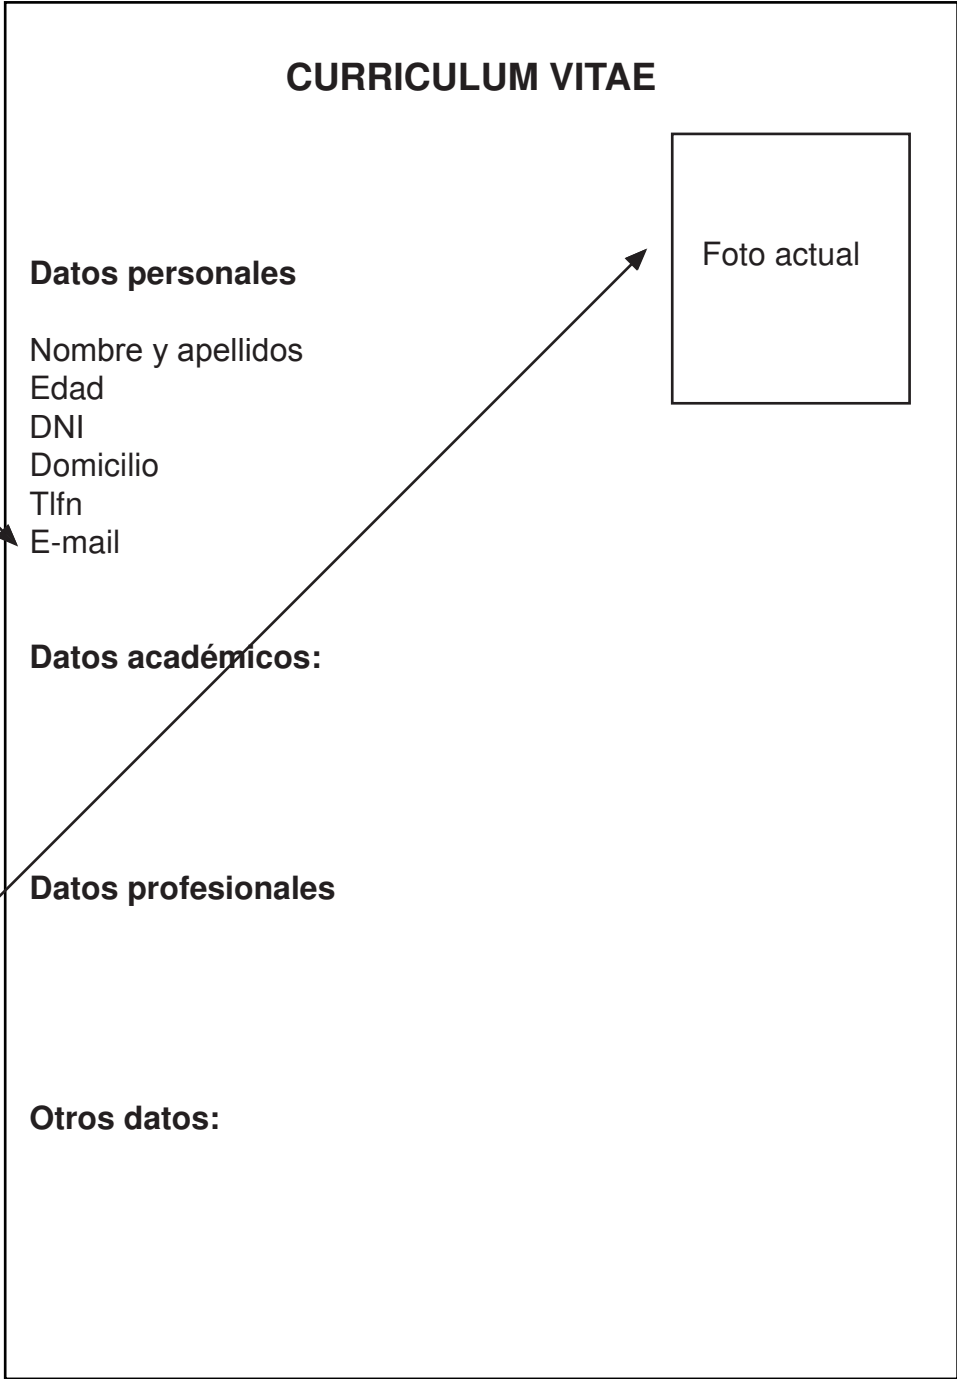 CURRICULUM VITAE
Foto actual
Datos personales
Nombre y apellidos
Edad
DNI
Domicilio
Tlfn
E-mail
Datos académicos:
Datos profesionales
Otros datos: